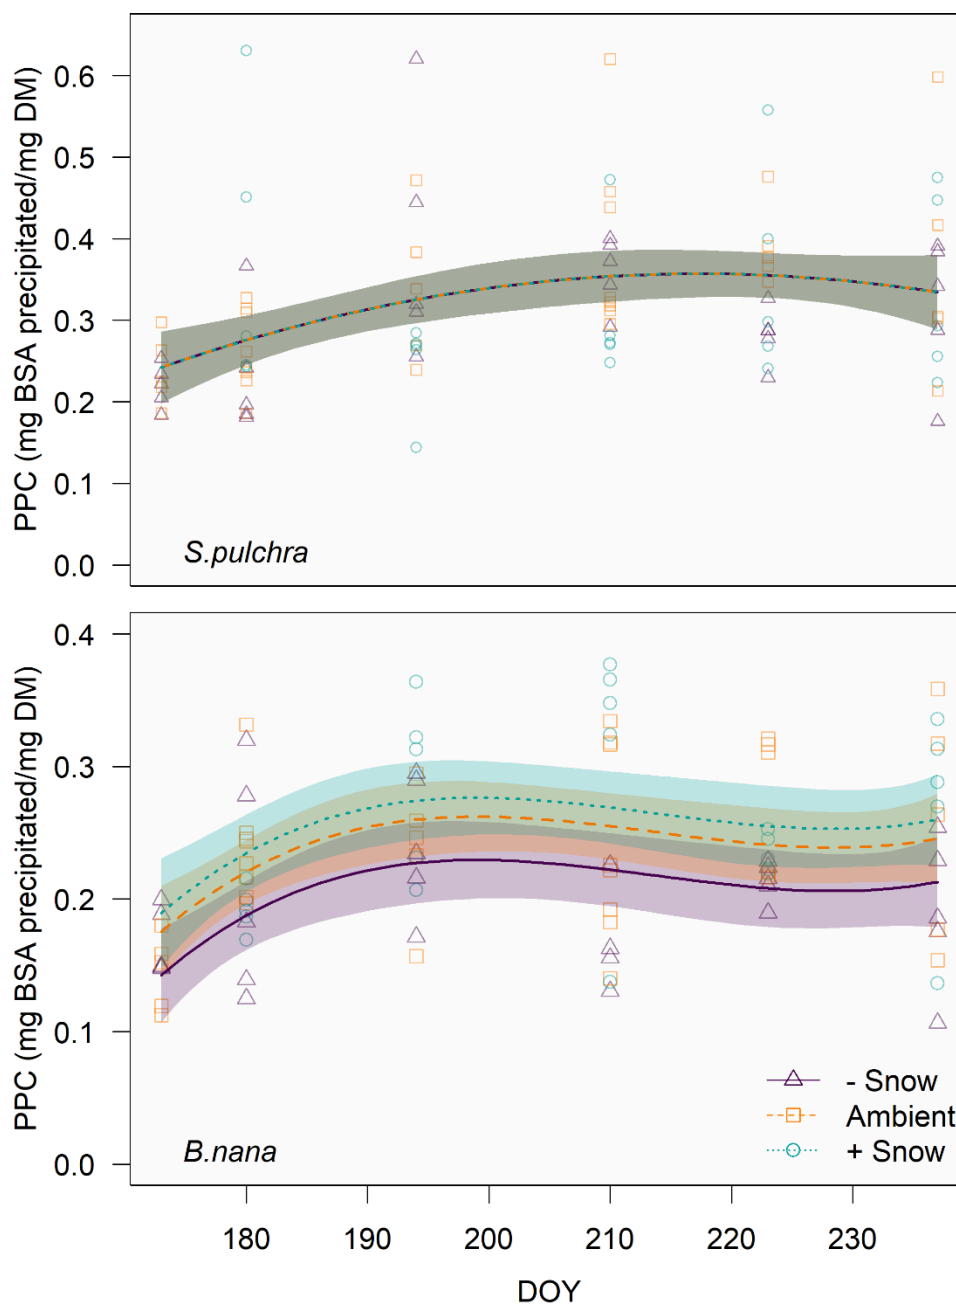 PPC (mg BSA precipitated/mg DM)
0.6
0.5
0.4
0.3
0.2
0.1
0.0
S.pulchra
PPC (mg BSA precipitated/mg DM)
0.4
0.3
0.2
0.1
0.0
B.nana
- Snow
Ambient
+ Snow
180 190 200 210 220 230
DOY